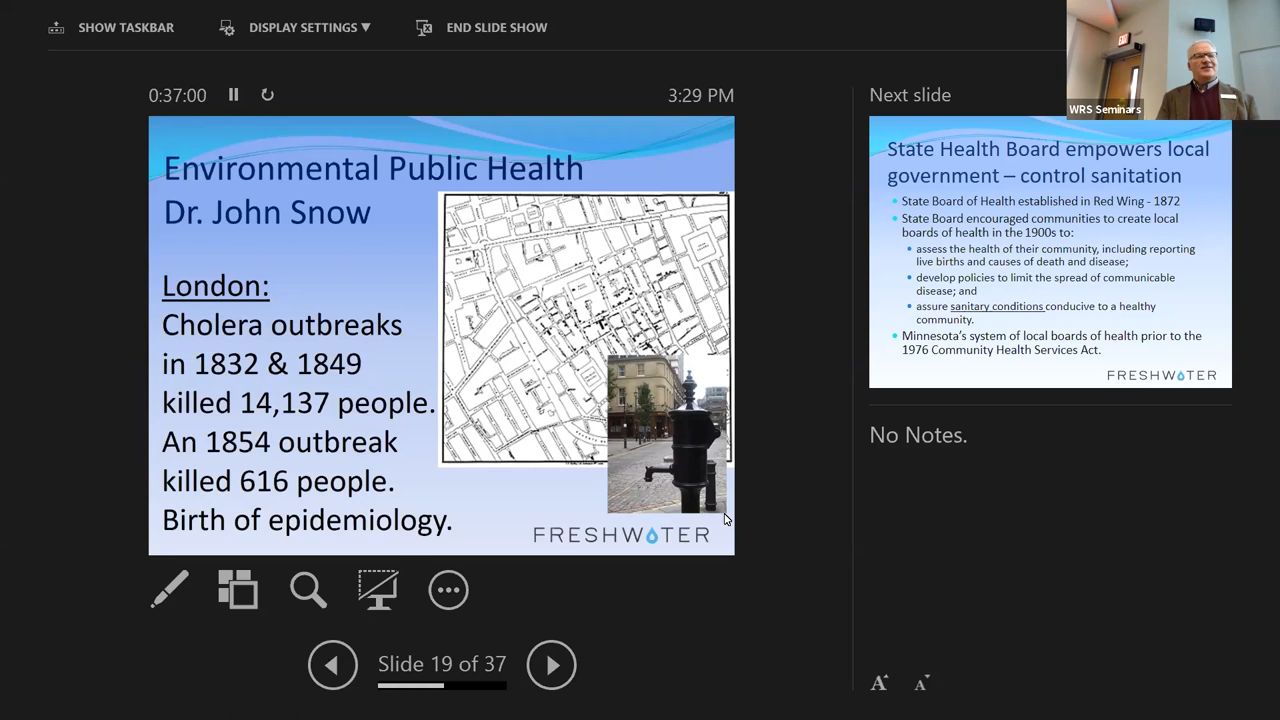 SHOW TASKBAR
DISPLAY SETTINGS ▼
END SLIDE SHOW
0:37:00
3:29 PM
Environmental Public Health
Dr. John Snow
London:
Cholera outbreaks
in 1832 & 1849
killed 14,137 people.
An 1854 outbreak
killed 616 people.
Birth of epidemiology.
FRESHWATER
Slide 19 of 37
Next slide
State Health Board empowers local
government – control sanitation
• State Board of Health established in Red Wing - 1872
• State Board encouraged communities to create local
boards of health in the 1900s to:
• assess the health of their community, including reporting
live births and causes of death and disease;
• develop policies to limit the spread of communicable
disease; and
• assure sanitary conditions conducive to a healthy
community.
• Minnesota's system of local boards of health prior to the
1976 Community Health Services Act.
FRESHWATER
No Notes.
A A
EXIT
WRS Seminars